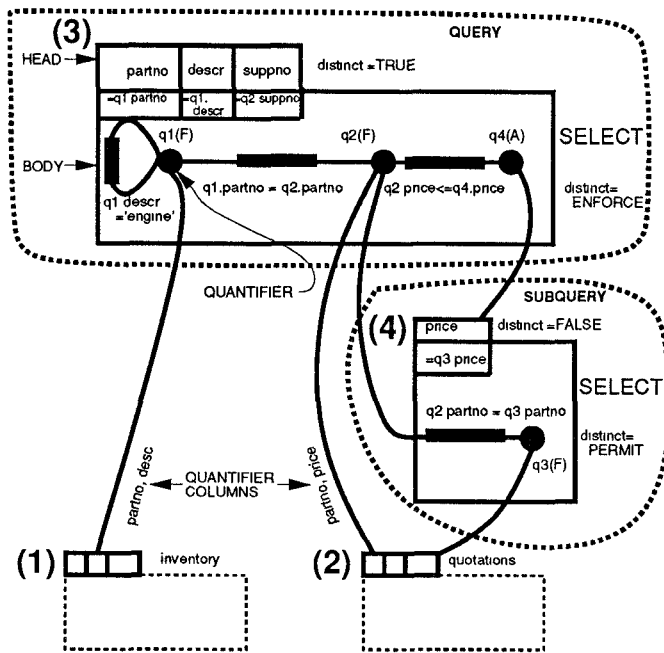 (3)
QUERY
HEAD
partno descr suppno distinct =TRUE
=q1 partno =q1. descr =q2 suppno
q1(F) q2(F) q4(A)
SELECT
BODY
q1.partno = q2.partno q2 price<=q4.price
q1 descr
='engine'
distinct=
ENFORCE
QUANTIFIER
SUBQUERY
(4)
price distinct =FALSE
=q3 price
SELECT
q2 partno = q3 partno
distinct=
PERMIT
q3(F)
partno, desc
QUANTIFIER
COLUMNS
partno, price
(1) inventory
(2) quotations